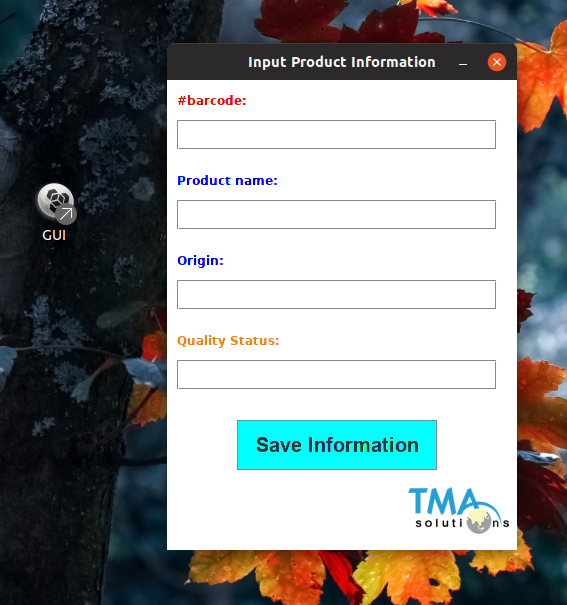 Input Product Information
#barcode:
Product name:
GUI
Origin:
Quality Status:
Save Information
TMA
solutions